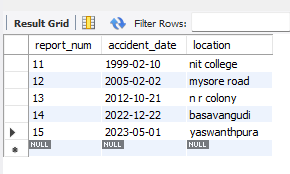 Result Grid Filter Rows:
report_num accident_date location
11 1999-02-10 nit college
12 2005-02-02 mysore road
13 2012-10-21 n r colony
14 2022-12-22 basavangudi
15 2023-05-01 yaswanthpura
NULL NULL NULL